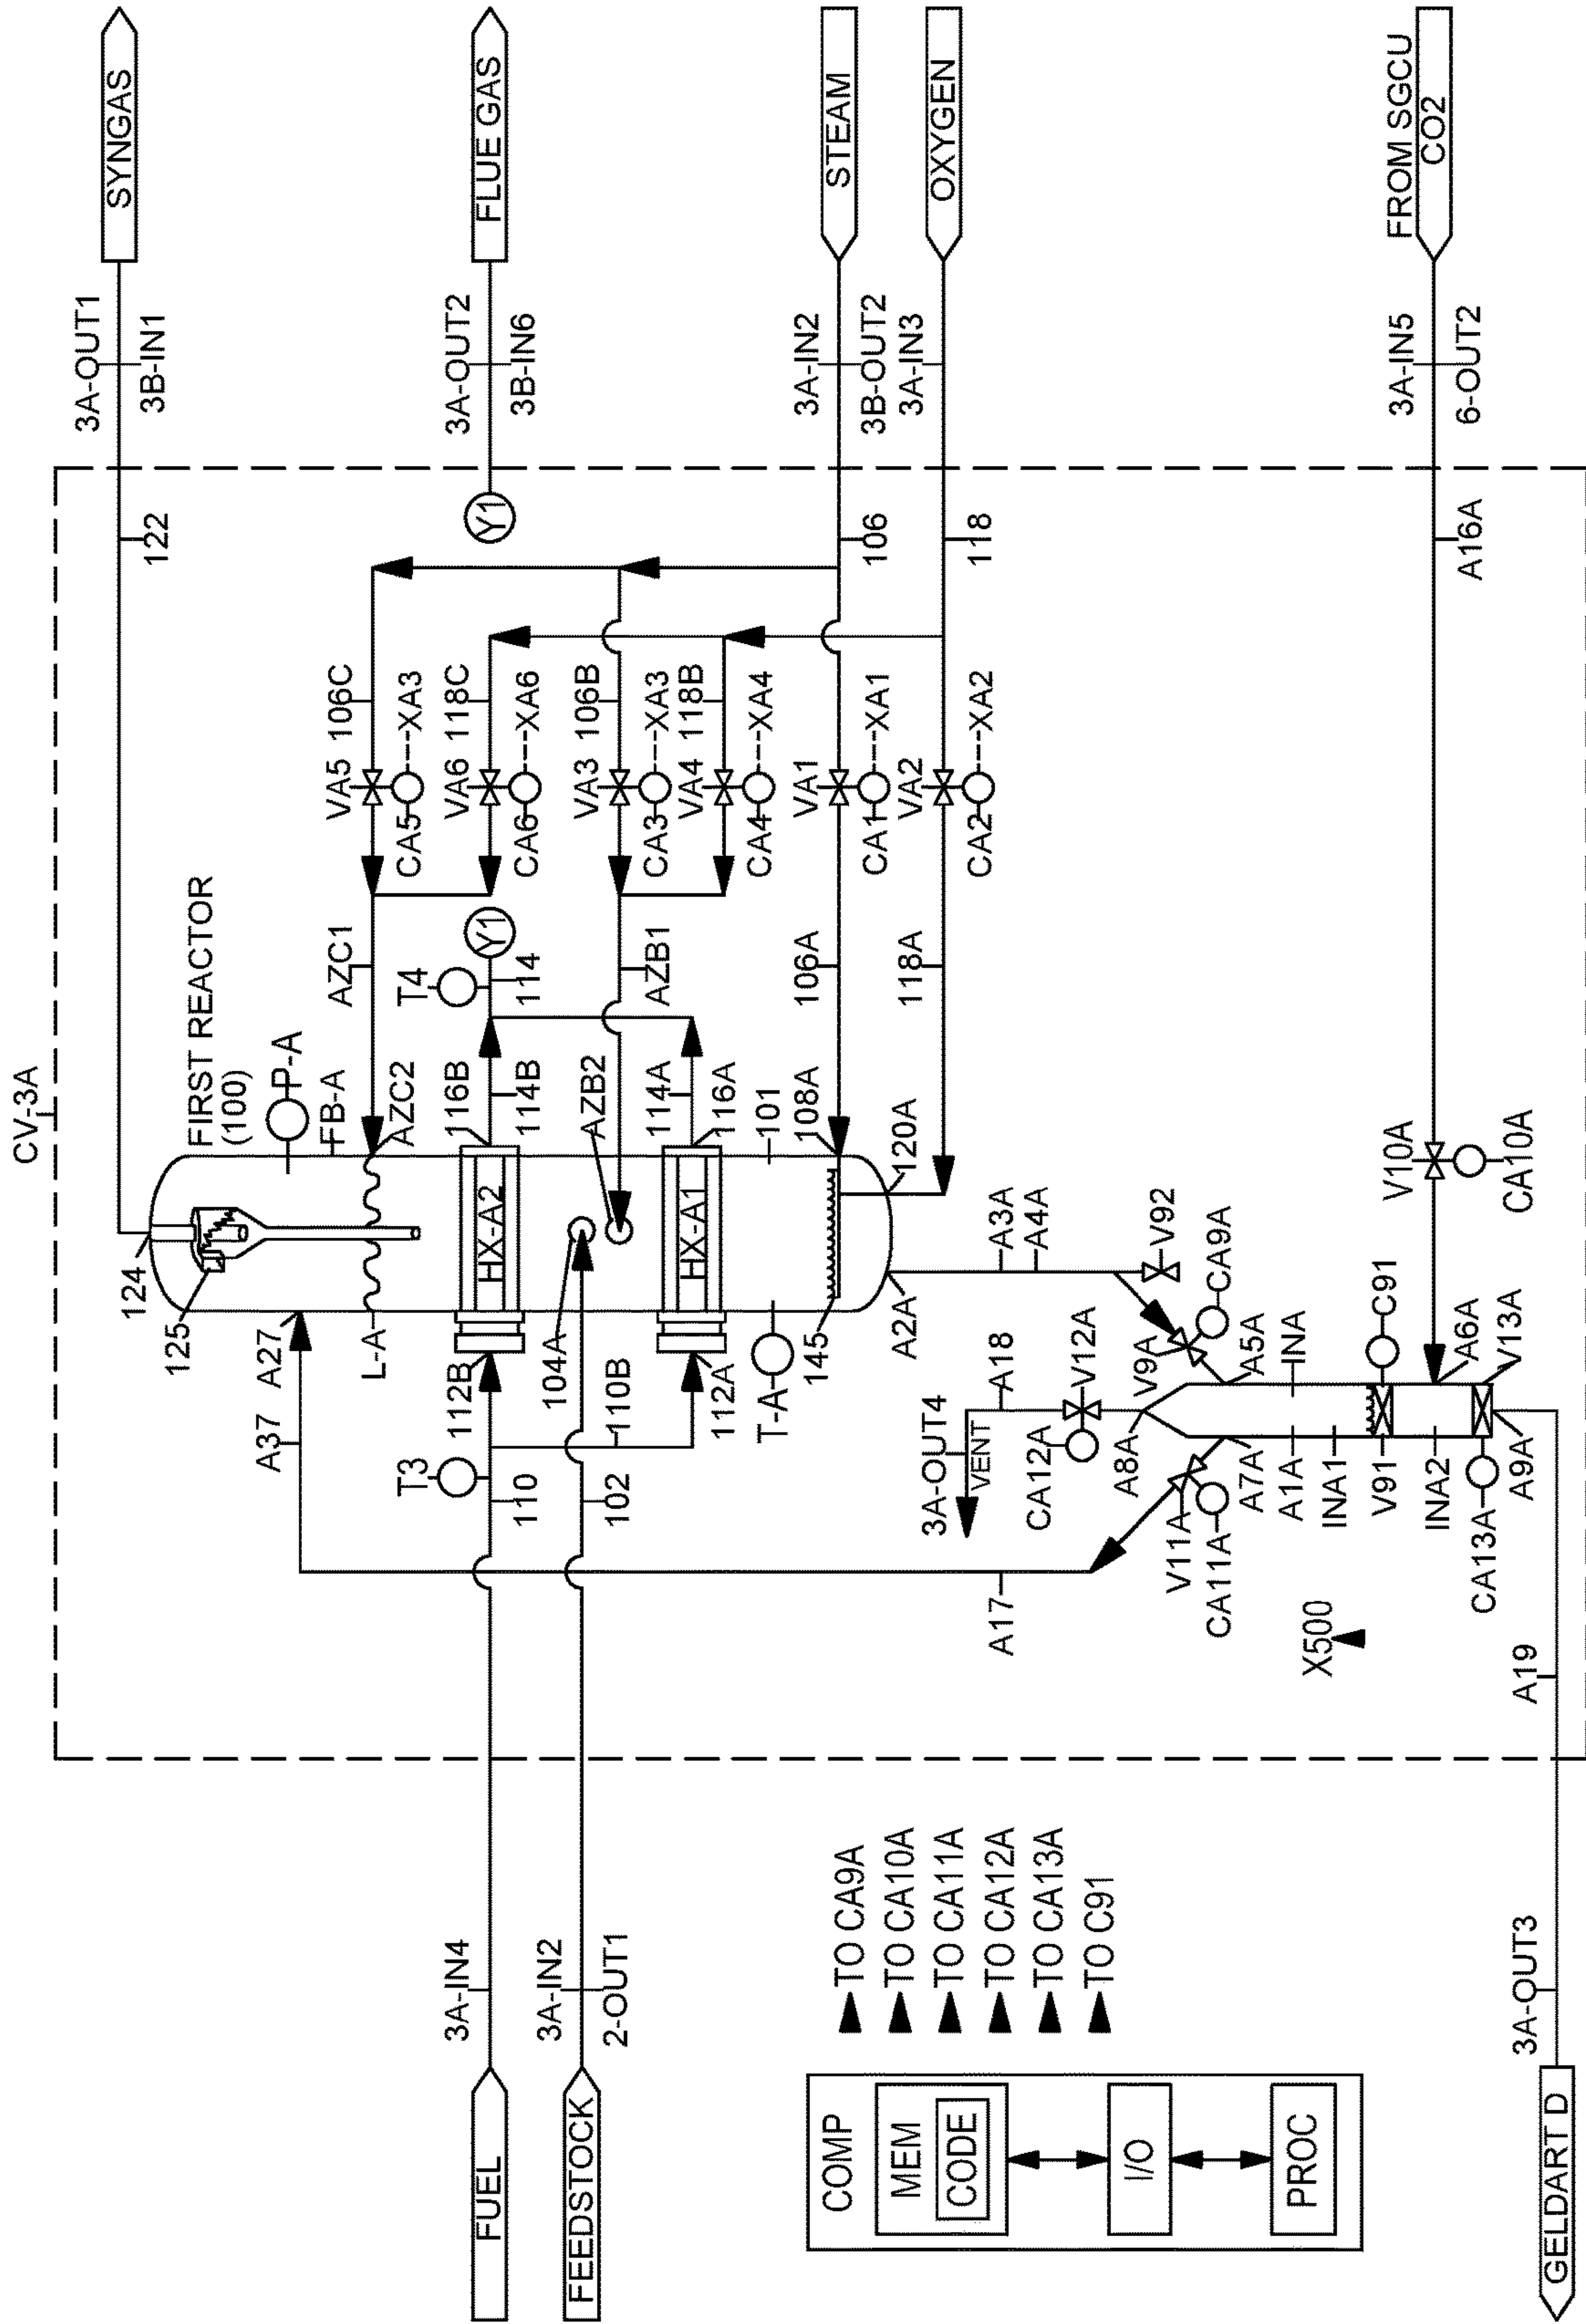 CV-3A
SYNGAS
3A-OUT1
3B-IN1
122
FLUE GAS
3A-OUT2
3B-IN6
Y1
STEAM
3A-IN2
3B-OUT2
106
OXYGEN
3A-IN3
118
FROM SGCU
CO2
3A-IN5
6-OUT2
A16A
FIRST REACTOR
(100)
P-A
FB-A
124
125
A27
A37
L-A
AZC1
AZC2
VA5
106C
CA5
XA3
VA6
118C
CA6
XA6
VA3
106B
CA3
XA3
VA4
118B
CA4
XA4
VA1
CA1
XA1
VA2
CA2
XA2
T4
Y1
114
116B
114B
HX-A2
112B
AZB1
AZB2
104A
114A
116A
HX-A1
110B
112A
101
T-A
106A
108A
118A
120A
145
T3
110
102
A2A
A3A
A4A
V92
V9A
CA9A
A5A
A18
3A-OUT4
VENT
V12A
CA12A
A8A
V11A
CA11A
A7A
A17
INA
A1A
INA1
C91
V91
A6A
INA2
V13A
CA13A
A9A
V10A
CA10A
X500
A19
FUEL
3A-IN4
FEEDSTOCK
3A-IN2
2-OUT1
COMP
MEM
CODE
I/O
PROC
TO CA9A
TO CA10A
TO CA11A
TO CA12A
TO CA13A
TO C91
GELDART D
3A-OUT3